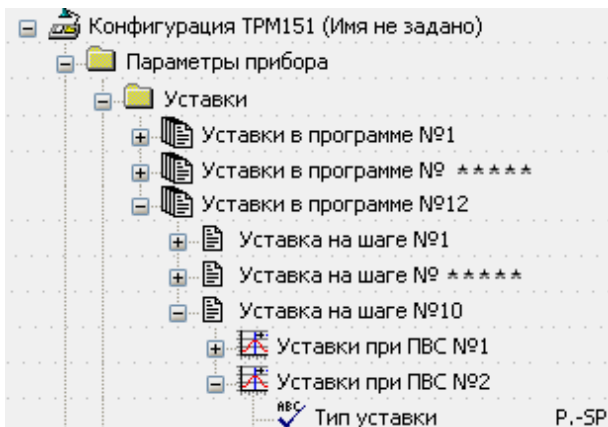 Конфигурация ТРМ151 (Имя не задано)
Параметры прибора
Уставки
Уставки в программе №1
Уставки в программе № *****
Уставки в программе №12
Уставка на шаге №1
Уставка на шаге № *****
Уставка на шаге №10
Уставки при ПВС №1
Уставки при ПВС №2
ABC Тип уставки P.-SP